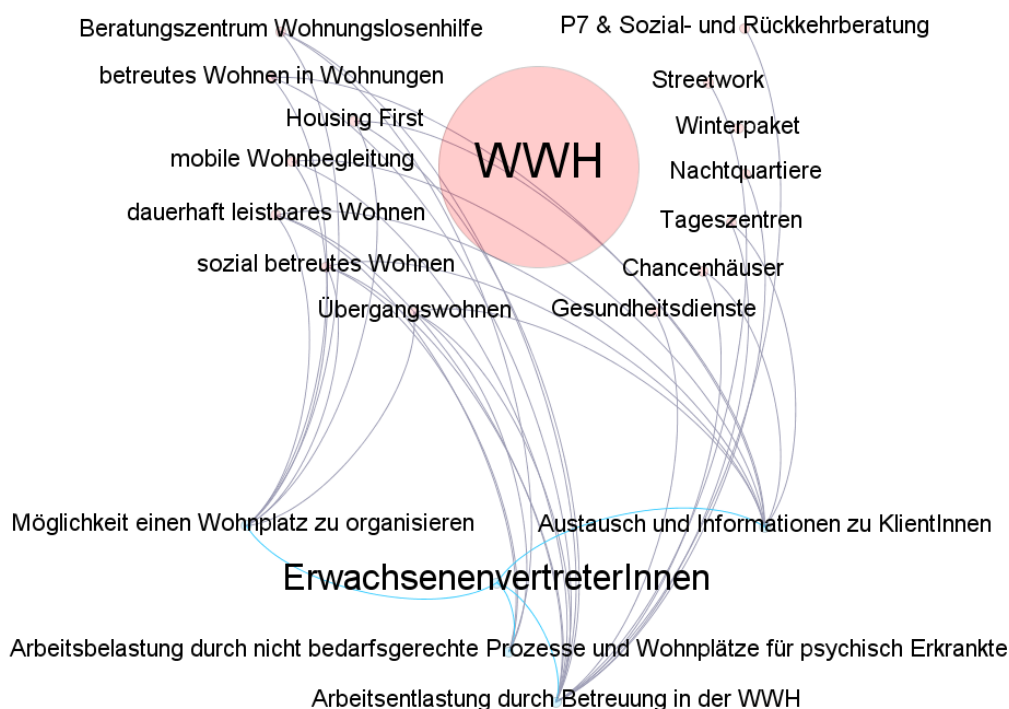 Beratungszentrum Wohnungslosenhilfe
betreutes Wohnen in Wohnungen
Housing First
mobile Wohnbegleitung
dauerhaft leistbares Wohnen
sozial betreutes Wohnen
Übergangswohnen
WWH
P7 & Sozial- und Rückkehrberatung
Streetwork
Winterpaket
Nachtquartiere
Tageszentren
Chancenhäuser
Gesundheitsdienste
Möglichkeit einen Wohnplatz zu organisieren
Austausch und Informationen zu KlientInnen
ErwachsenenvertreterInnen
Arbeitsbelastung durch nicht bedarfsgerechte Prozesse und Wohnplätze für psychisch Erkrankte
Arbeitsentlastung durch Betreuung in der WWH